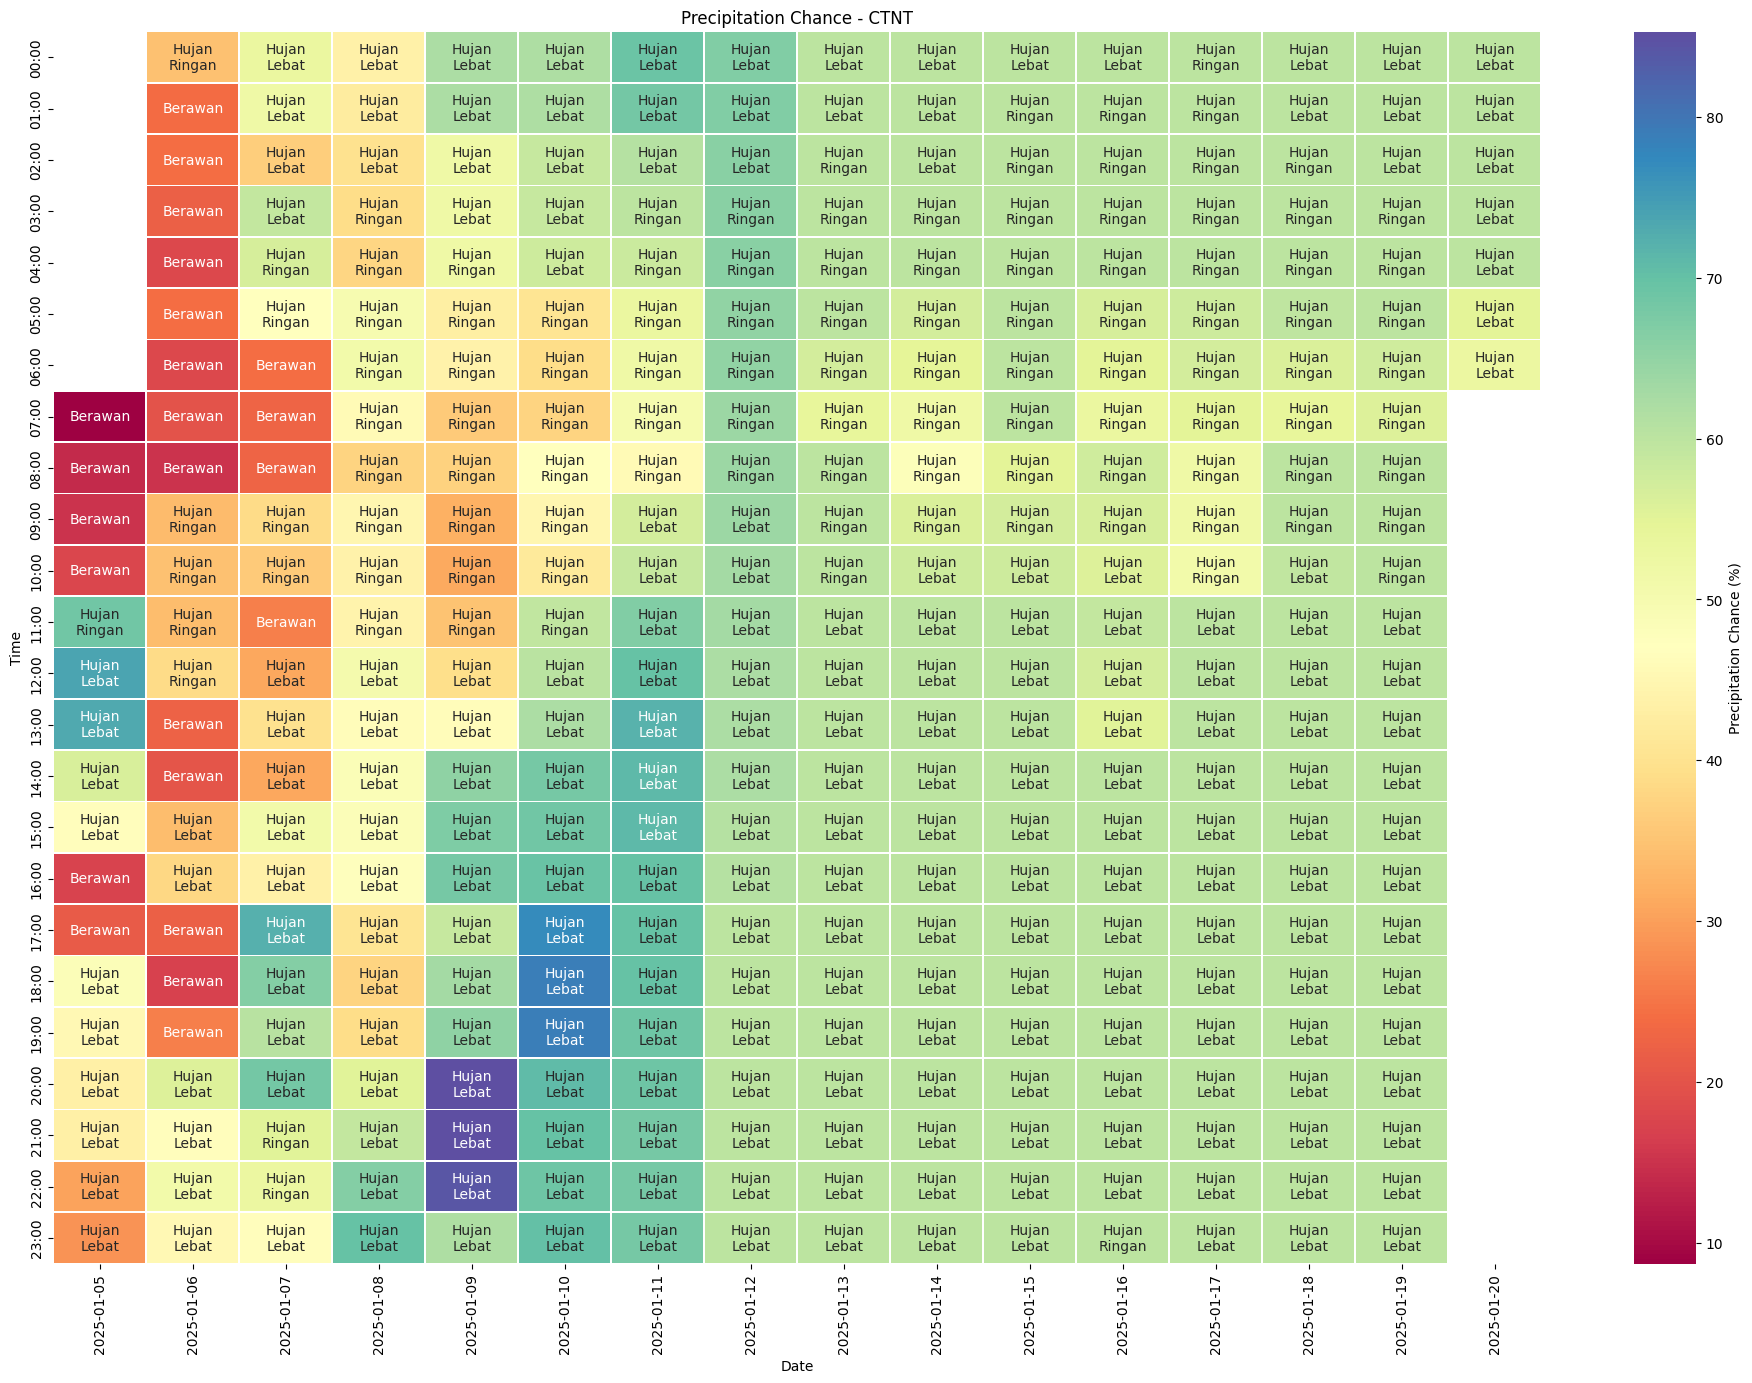 Precipitation Chance - CTNT
00:00 Hujan Hujan Hujan Hujan Hujan Hujan Hujan Hujan Hujan Hujan Hujan Hujan Hujan Hujan Hujan
Ringan Lebat Lebat Lebat Lebat Lebat Lebat Lebat Lebat Lebat Lebat Ringan Lebat Lebat Lebat
01:00 Berawan Hujan Hujan Hujan Hujan Hujan Hujan Hujan Hujan Hujan Hujan Hujan Hujan Hujan Hujan
Lebat Lebat Lebat Lebat Lebat Lebat Lebat Lebat Ringan Ringan Ringan Lebat Lebat Lebat
02:00 Berawan Hujan Hujan Hujan Hujan Hujan Hujan Hujan Hujan Hujan Hujan Hujan Hujan Hujan Hujan
Lebat Lebat Lebat Lebat Lebat Lebat Ringan Lebat Ringan Ringan Ringan Ringan Lebat Lebat
03:00 Berawan Hujan Hujan Hujan Hujan Hujan Hujan Hujan Hujan Hujan Hujan Hujan Hujan Hujan Hujan
Lebat Ringan Lebat Lebat Ringan Ringan Ringan Ringan Ringan Ringan Ringan Ringan Ringan Lebat
04:00 Berawan Hujan Hujan Hujan Hujan Hujan Hujan Hujan Hujan Hujan Hujan Hujan Hujan Hujan Hujan
Ringan Ringan Ringan Lebat Ringan Ringan Ringan Ringan Ringan Ringan Ringan Ringan Ringan Lebat
05:00 Berawan Hujan Hujan Hujan Hujan Hujan Hujan Hujan Hujan Hujan Hujan Hujan Hujan Hujan Hujan
Ringan Ringan Ringan Ringan Ringan Ringan Ringan Ringan Ringan Ringan Ringan Ringan Ringan Lebat
06:00 Berawan Berawan Hujan Hujan Hujan Hujan Hujan Hujan Hujan Hujan Hujan Hujan Hujan Hujan Hujan
Ringan Ringan Ringan Ringan Ringan Ringan Ringan Ringan Ringan Ringan Ringan Ringan Lebat
07:00 Berawan Berawan Berawan Hujan Hujan Hujan Hujan Hujan Hujan Hujan Hujan Hujan Hujan Hujan Hujan
Ringan Ringan Ringan Ringan Ringan Ringan Ringan Ringan Ringan Ringan Ringan Ringan
08:00 Berawan Berawan Berawan Hujan Hujan Hujan Hujan Hujan Hujan Hujan Hujan Hujan Hujan Hujan Hujan
Ringan Ringan Ringan Ringan Ringan Ringan Ringan Ringan Ringan Ringan Ringan Ringan
09:00 Berawan Hujan Hujan Hujan Hujan Hujan Hujan Hujan Hujan Hujan Hujan Hujan Hujan Hujan Hujan
Ringan Ringan Ringan Ringan Ringan Lebat Lebat Ringan Ringan Ringan Ringan Ringan Ringan Ringan
10:00 Berawan Hujan Hujan Hujan Hujan Hujan Hujan Hujan Hujan Hujan Hujan Hujan Hujan Hujan Hujan
Ringan Ringan Ringan Ringan Ringan Lebat Lebat Ringan Lebat Lebat Lebat Ringan Lebat Ringan
11:00 Hujan Hujan Berawan Hujan Hujan Hujan Hujan Hujan Hujan Hujan Hujan Hujan Hujan Hujan Hujan
Ringan Ringan Ringan Ringan Ringan Lebat Lebat Lebat Lebat Lebat Lebat Lebat Lebat Lebat
12:00 Hujan Hujan Hujan Hujan Hujan Hujan Hujan Hujan Hujan Hujan Hujan Hujan Hujan Hujan Hujan
Lebat Ringan Lebat Lebat Lebat Lebat Lebat Lebat Lebat Lebat Lebat Lebat Lebat Lebat Lebat
13:00 Hujan Berawan Hujan Hujan Hujan Hujan Hujan Hujan Hujan Hujan Hujan Hujan Hujan Hujan Hujan
Lebat Lebat Lebat Lebat Lebat Lebat Lebat Lebat Lebat Lebat Lebat Lebat Lebat Lebat
14:00 Hujan Berawan Hujan Hujan Hujan Hujan Hujan Hujan Hujan Hujan Hujan Hujan Hujan Hujan Hujan
Lebat Lebat Lebat Lebat Lebat Lebat Lebat Lebat Lebat Lebat Lebat Lebat Lebat Lebat
15:00 Hujan Hujan Hujan Hujan Hujan Hujan Hujan Hujan Hujan Hujan Hujan Hujan Hujan Hujan Hujan
Lebat Lebat Lebat Lebat Lebat Lebat Lebat Lebat Lebat Lebat Lebat Lebat Lebat Lebat Lebat
16:00 Berawan Hujan Hujan Hujan Hujan Hujan Hujan Hujan Hujan Hujan Hujan Hujan Hujan Hujan Hujan
Lebat Lebat Lebat Lebat Lebat Lebat Lebat Lebat Lebat Lebat Lebat Lebat Lebat Lebat
17:00 Berawan Berawan Hujan Hujan Hujan Hujan Hujan Hujan Hujan Hujan Hujan Hujan Hujan Hujan Hujan
Lebat Lebat Lebat Lebat Lebat Lebat Lebat Lebat Lebat Lebat Lebat Lebat Lebat
18:00 Hujan Berawan Hujan Hujan Hujan Hujan Hujan Hujan Hujan Hujan Hujan Hujan Hujan Hujan Hujan
Lebat Lebat Lebat Lebat Lebat Lebat Lebat Lebat Lebat Lebat Lebat Lebat Lebat Lebat
19:00 Hujan Berawan Hujan Hujan Hujan Hujan Hujan Hujan Hujan Hujan Hujan Hujan Hujan Hujan Hujan
Lebat Lebat Lebat Lebat Lebat Lebat Lebat Lebat Lebat Lebat Lebat Lebat Lebat Lebat
20:00 Hujan Hujan Hujan Hujan Hujan Hujan Hujan Hujan Hujan Hujan Hujan Hujan Hujan Hujan Hujan
Lebat Lebat Lebat Lebat Lebat Lebat Lebat Lebat Lebat Lebat Lebat Lebat Lebat Lebat Lebat
21:00 Hujan Hujan Hujan Hujan Hujan Hujan Hujan Hujan Hujan Hujan Hujan Hujan Hujan Hujan Hujan
Lebat Lebat Ringan Lebat Lebat Lebat Lebat Lebat Lebat Lebat Lebat Lebat Lebat Lebat Lebat
22:00 Hujan Hujan Hujan Hujan Hujan Hujan Hujan Hujan Hujan Hujan Hujan Hujan Hujan Hujan Hujan
Lebat Lebat Ringan Lebat Lebat Lebat Lebat Lebat Lebat Lebat Lebat Lebat Lebat Lebat Lebat
23:00 Hujan Hujan Hujan Hujan Hujan Hujan Hujan Hujan Hujan Hujan Hujan Hujan Hujan Hujan Hujan
Lebat Lebat Lebat Lebat Lebat Lebat Lebat Lebat Lebat Lebat Lebat Ringan Lebat Lebat Lebat
Time
2025-01-05 2025-01-06 2025-01-07 2025-01-08 2025-01-09 2025-01-10 2025-01-11 2025-01-12 2025-01-13 2025-01-14 2025-01-15 2025-01-16 2025-01-17 2025-01-18 2025-01-19 2025-01-20
Date
80
70
60
50
40
30
20
10
Precipitation Chance (%)